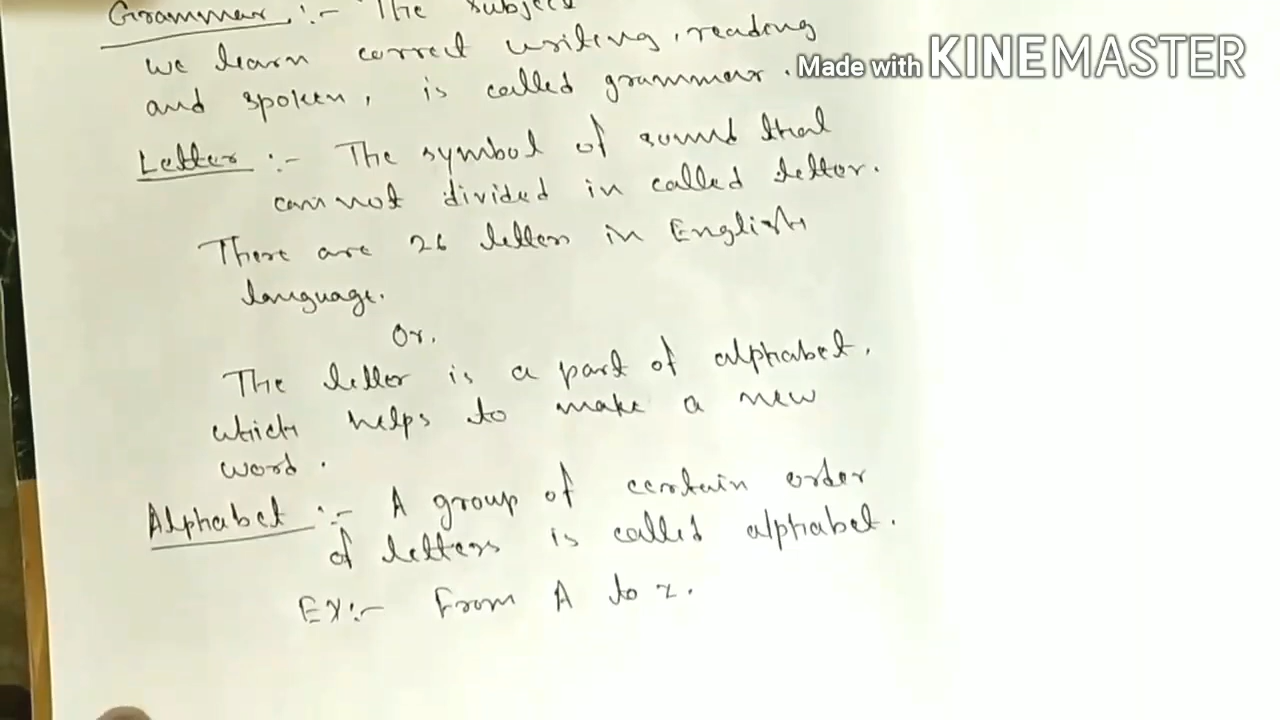 Grammar :- The subject
we learn correct writing, reading
Made with KINEMASTER
and spoken, is called grammar.
Letter :- The symbol of sound that
can not divided in called letter.
There are 26 letters in English
language.
Or.
The letter is a part of alphabet,
which helps to make a new
word.
Alphabet :- A group of certain order
of letters is called alphabet.
EX:- From A to z.